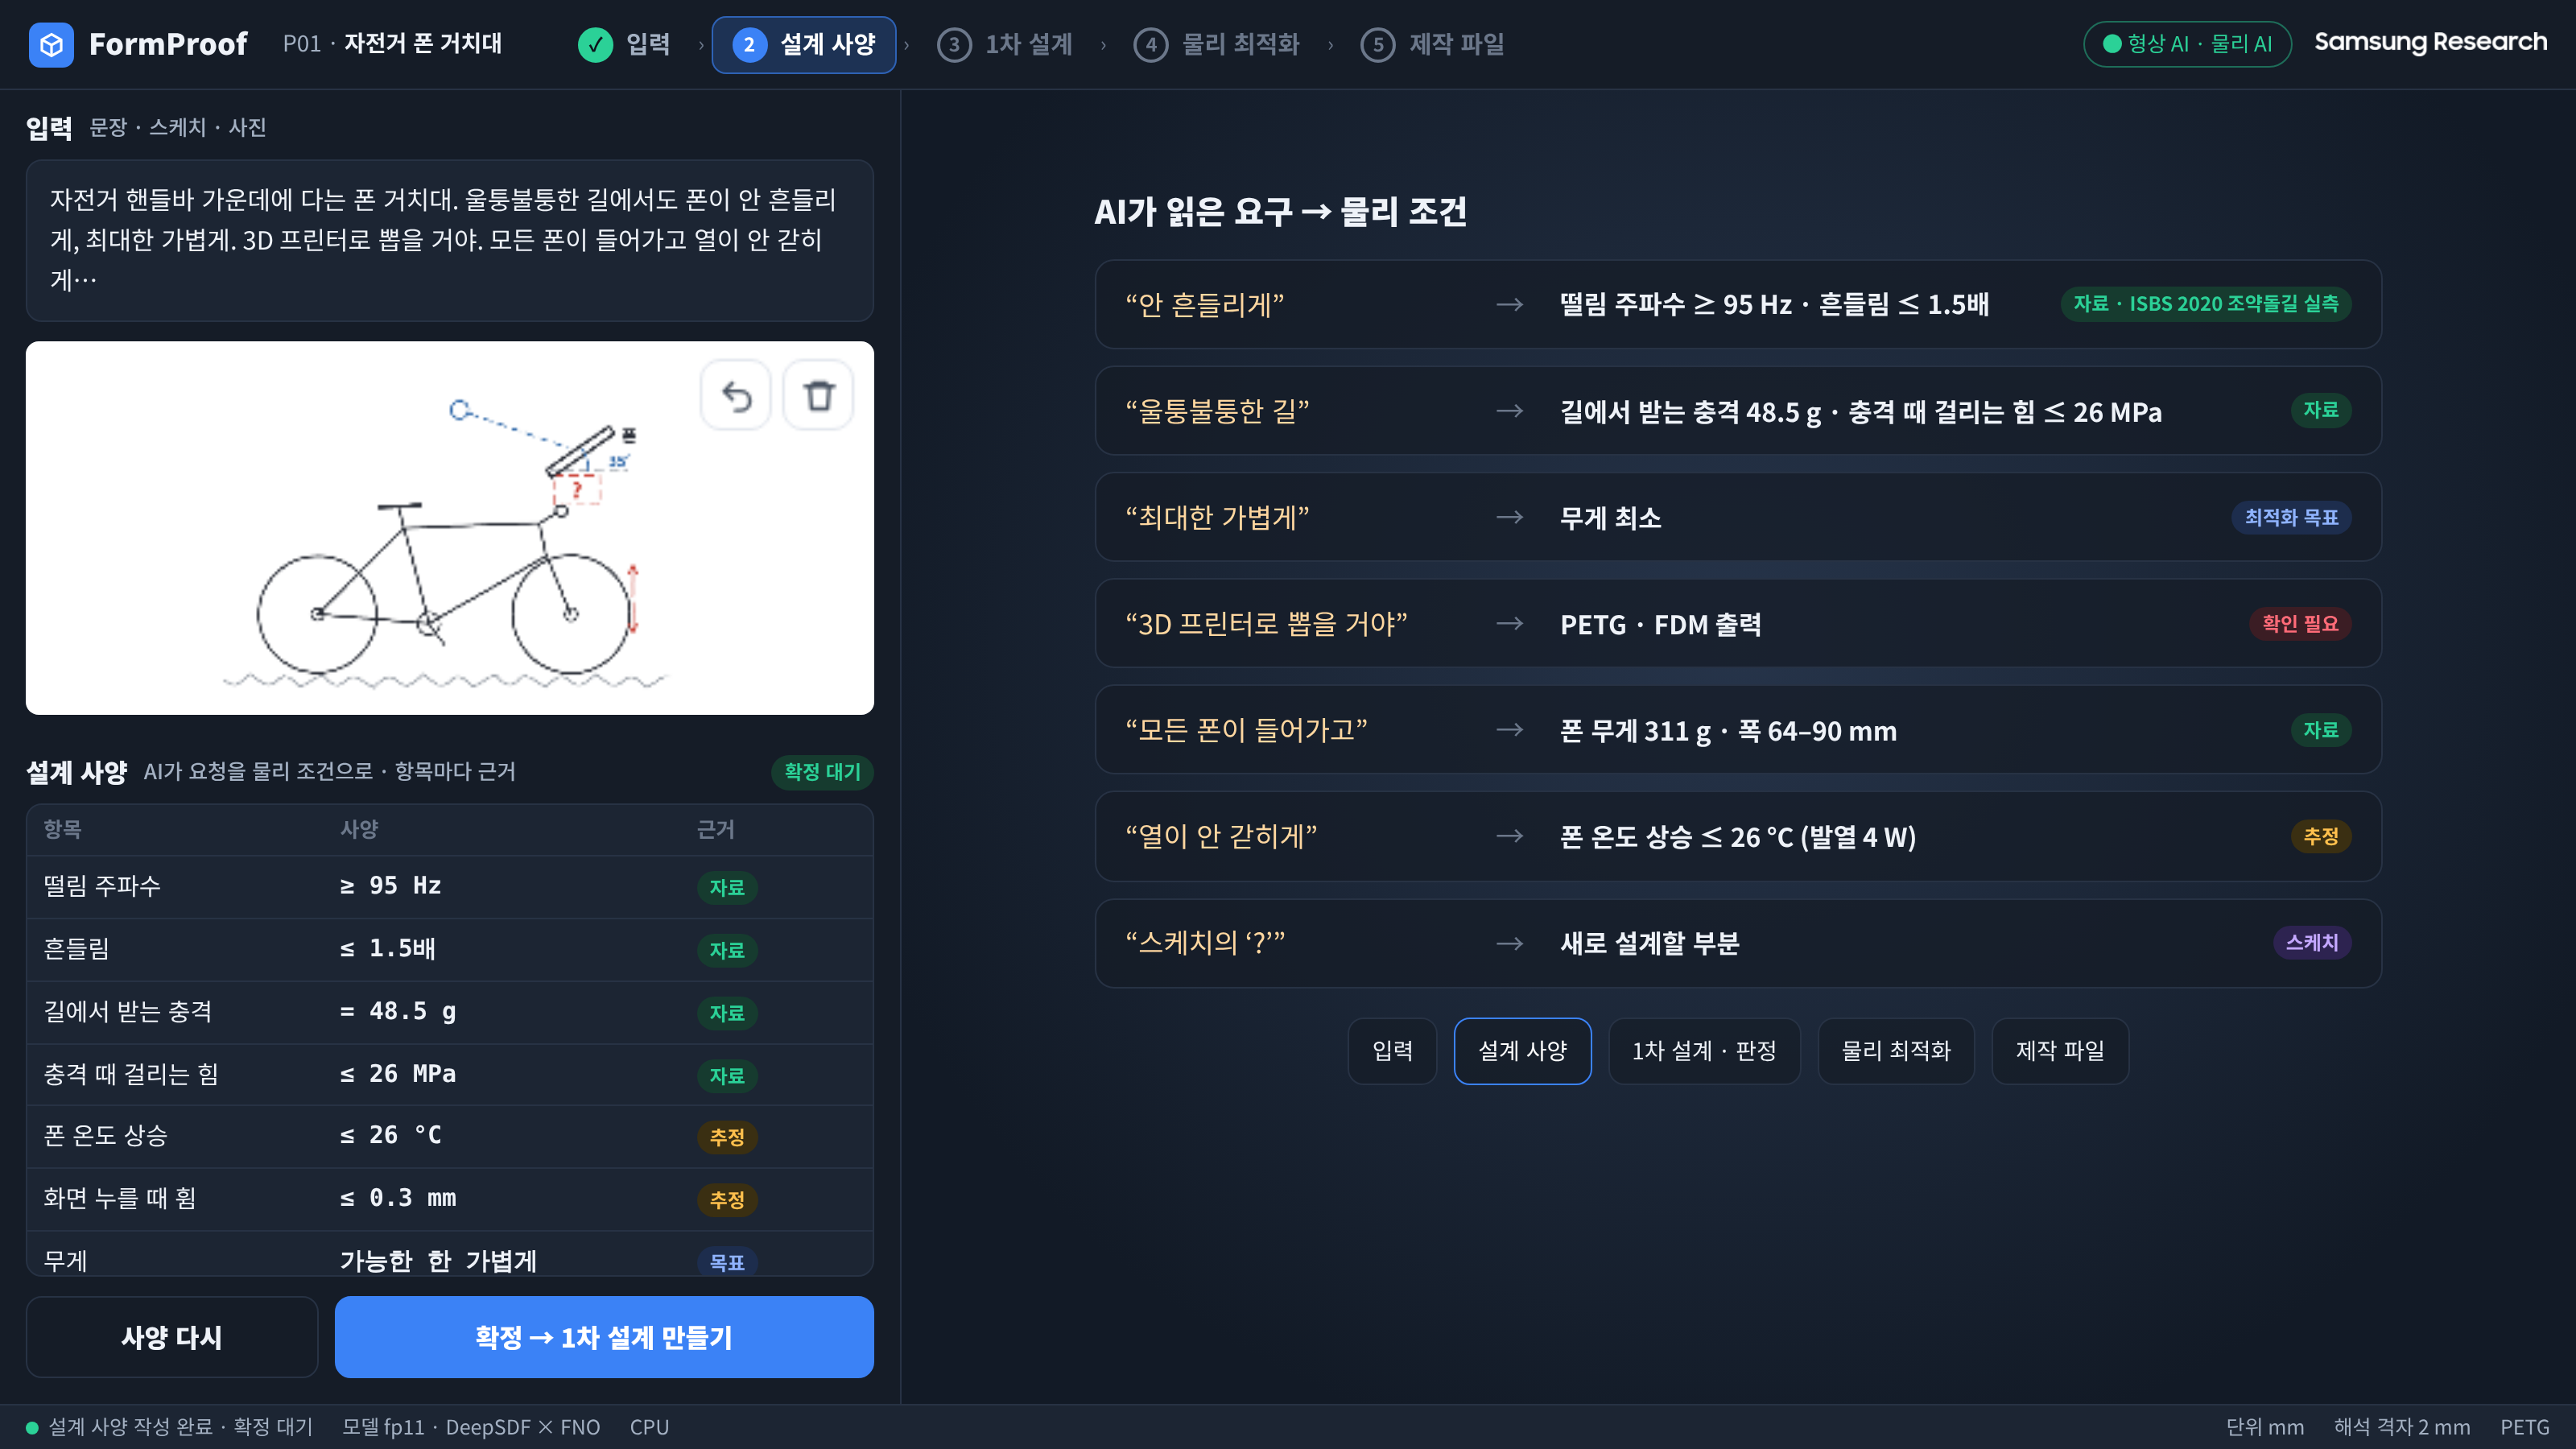 FormProof
P01 · 자전거 폰 거치대
✓ 입력 › 2 설계 사양 › 3 1차 설계 › 4 물리 최적화 › 5 제작 파일
형상 AI · 물리 AI
Samsung Research
입력 문장 · 스케치 · 사진
자전거 핸들바 가운데에 다는 폰 거치대. 울퉁불퉁한 길에서도 폰이 안 흔들리
게, 최대한 가볍게. 3D 프린터로 뽑을 거야. 모든 폰이 들어가고 열이 안 갇히
게…
폰
35°
?
설계 사양 AI가 요청을 물리 조건으로 · 항목마다 근거 확정 대기
항목 사양 근거
떨림 주파수 ≥ 95 Hz 자료
흔들림 ≤ 1.5배 자료
길에서 받는 충격 = 48.5 g 자료
충격 때 걸리는 힘 ≤ 26 MPa 자료
폰 온도 상승 ≤ 26 °C 추정
화면 누를 때 휨 ≤ 0.3 mm 추정
무게 가능한 한 가볍게 목표
사양 다시
확정 → 1차 설계 만들기
AI가 읽은 요구 → 물리 조건
“안 흔들리게” → 떨림 주파수 ≥ 95 Hz · 흔들림 ≤ 1.5배 자료 · ISBS 2020 조약돌길 실측
“울퉁불퉁한 길” → 길에서 받는 충격 48.5 g · 충격 때 걸리는 힘 ≤ 26 MPa 자료
“최대한 가볍게” → 무게 최소 최적화 목표
“3D 프린터로 뽑을 거야” → PETG · FDM 출력 확인 필요
“모든 폰이 들어가고” → 폰 무게 311 g · 폭 64–90 mm 자료
“열이 안 갇히게” → 폰 온도 상승 ≤ 26 °C (발열 4 W) 추정
“스케치의 ‘?’” → 새로 설계할 부분 스케치
입력
설계 사양
1차 설계 · 판정
물리 최적화
제작 파일
설계 사양 작성 완료 · 확정 대기 모델 fp11 · DeepSDF × FNO CPU
단위 mm 해석 격자 2 mm PETG